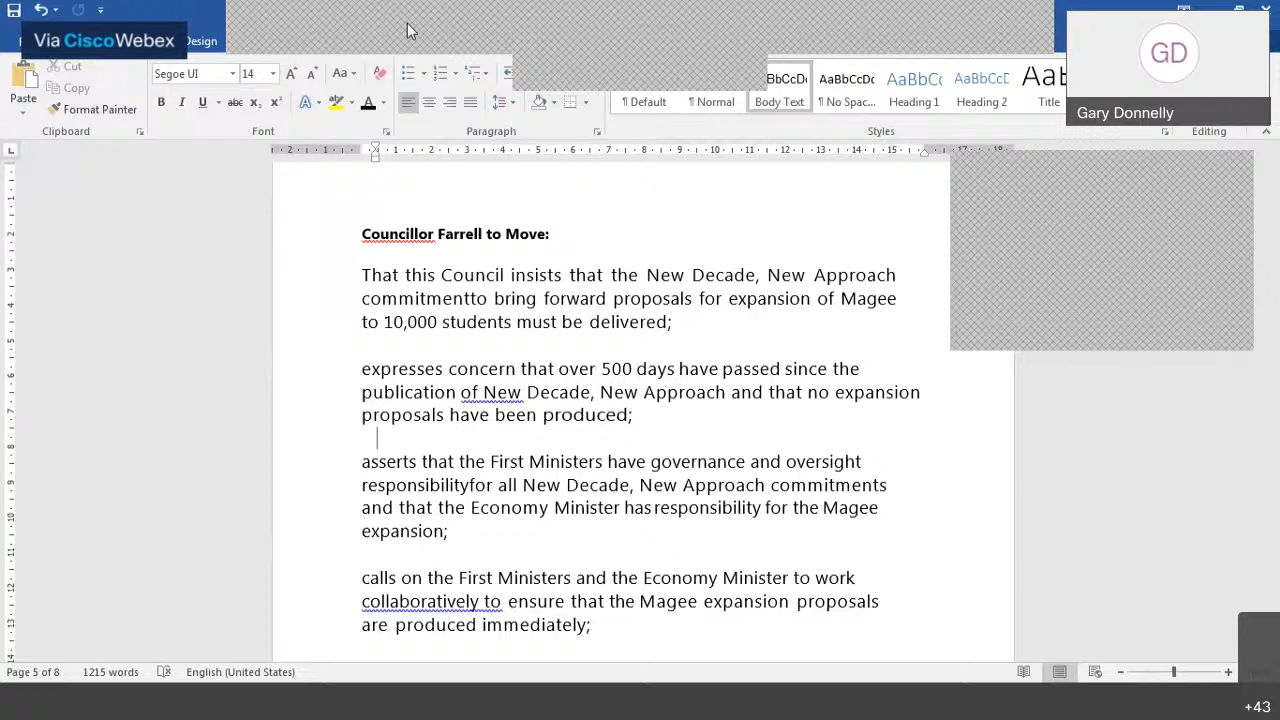 Via CiscoWebex
Design
Cut
Copy
Format Painter
Paste
Clipboard
Segoe UI
14
Font
Paragraph
¶ Default
¶ Normal
Body Text
AaBbCcDc
¶ No Spac...
AaBbCc
Heading 1
AaBbCcD
Heading 2
Title
Styles
Editing
GD
Gary Donnelly
Councillor Farrell to Move:
That this Council insists that the New Decade, New Approach
commitmentto bring forward proposals for expansion of Magee
to 10,000 students must be delivered;
expresses concern that over 500 days have passed since the
publication of New Decade, New Approach and that no expansion
proposals have been produced;
asserts that the First Ministers have governance and oversight
responsibilityfor all New Decade, New Approach commitments
and that the Economy Minister has responsibility for the Magee
expansion;
calls on the First Ministers and the Economy Minister to work
collaboratively to ensure that the Magee expansion proposals
are produced immediately;
Page 5 of 8
1215 words
English (United States)
+43